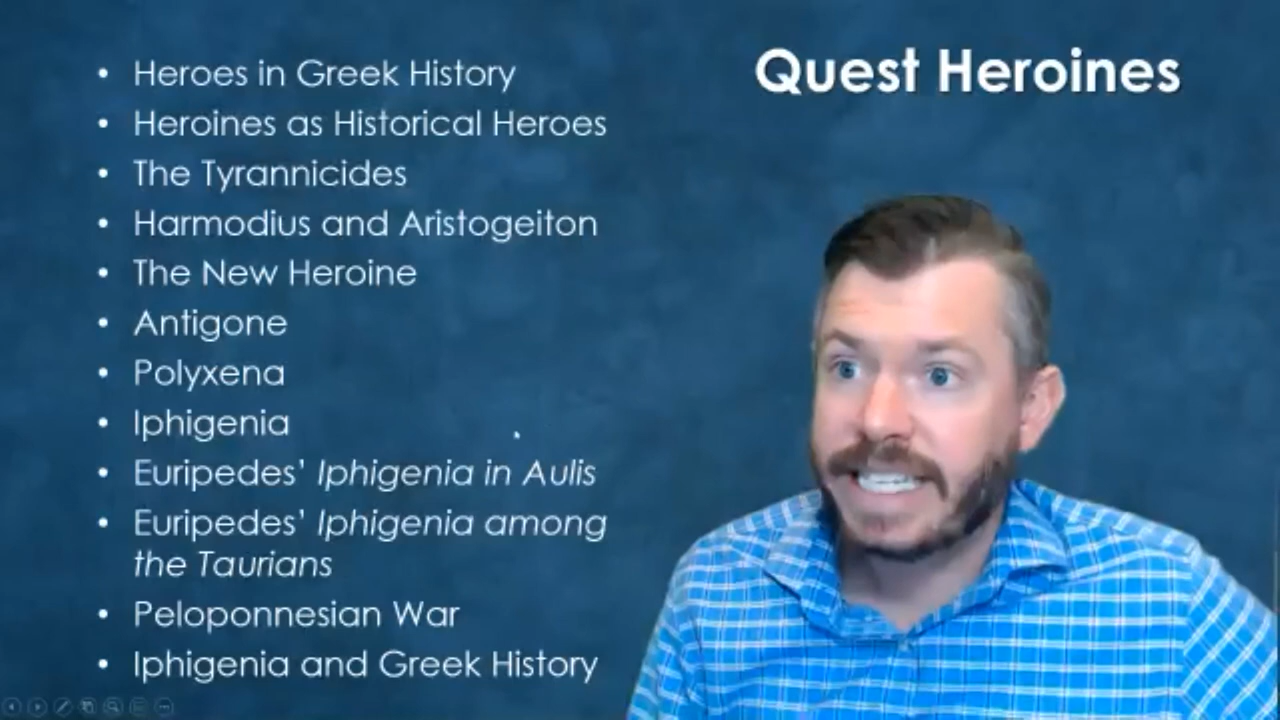 Quest Heroines
• Heroes in Greek History
• Heroines as Historical Heroes
• The Tyrannicides
• Harmodius and Aristogeiton
• The New Heroine
• Antigone
• Polyxena
• Iphigenia
• Euripedes' Iphigenia in Aulis
• Euripedes' Iphigenia among
the Taurians
• Peloponnesian War
• Iphigenia and Greek History